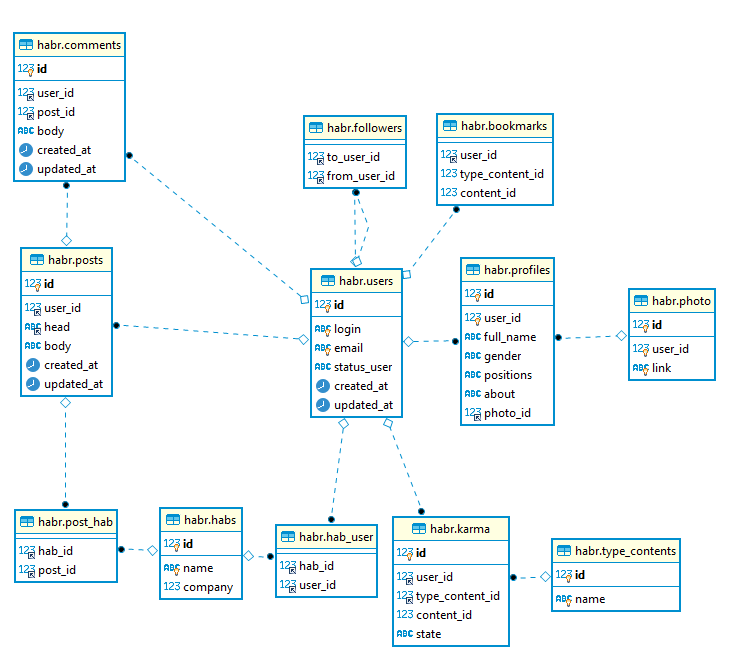 habr.comments
123 id
123 user_id
123 post_id
ABC body
created_at
updated_at
habr.followers
123 to_user_id
123 from_user_id
habr.bookmarks
123 user_id
123 type_content_id
123 content_id
habr.posts
123 id
123 user_id
ABC head
ABC body
created_at
updated_at
habr.users
123 id
ABC login
ABC email
ABC status_user
created_at
updated_at
habr.profiles
123 id
123 user_id
ABC full_name
ABC gender
ABC positions
ABC about
123 photo_id
habr.photo
123 id
123 user_id
ABC link
habr.post_hab
123 hab_id
123 post_id
habr.habs
123 id
ABC name
123 company
habr.hab_user
123 hab_id
123 user_id
habr.karma
123 id
123 user_id
123 type_content_id
123 content_id
ABC state
habr.type_contents
123 id
ABC name